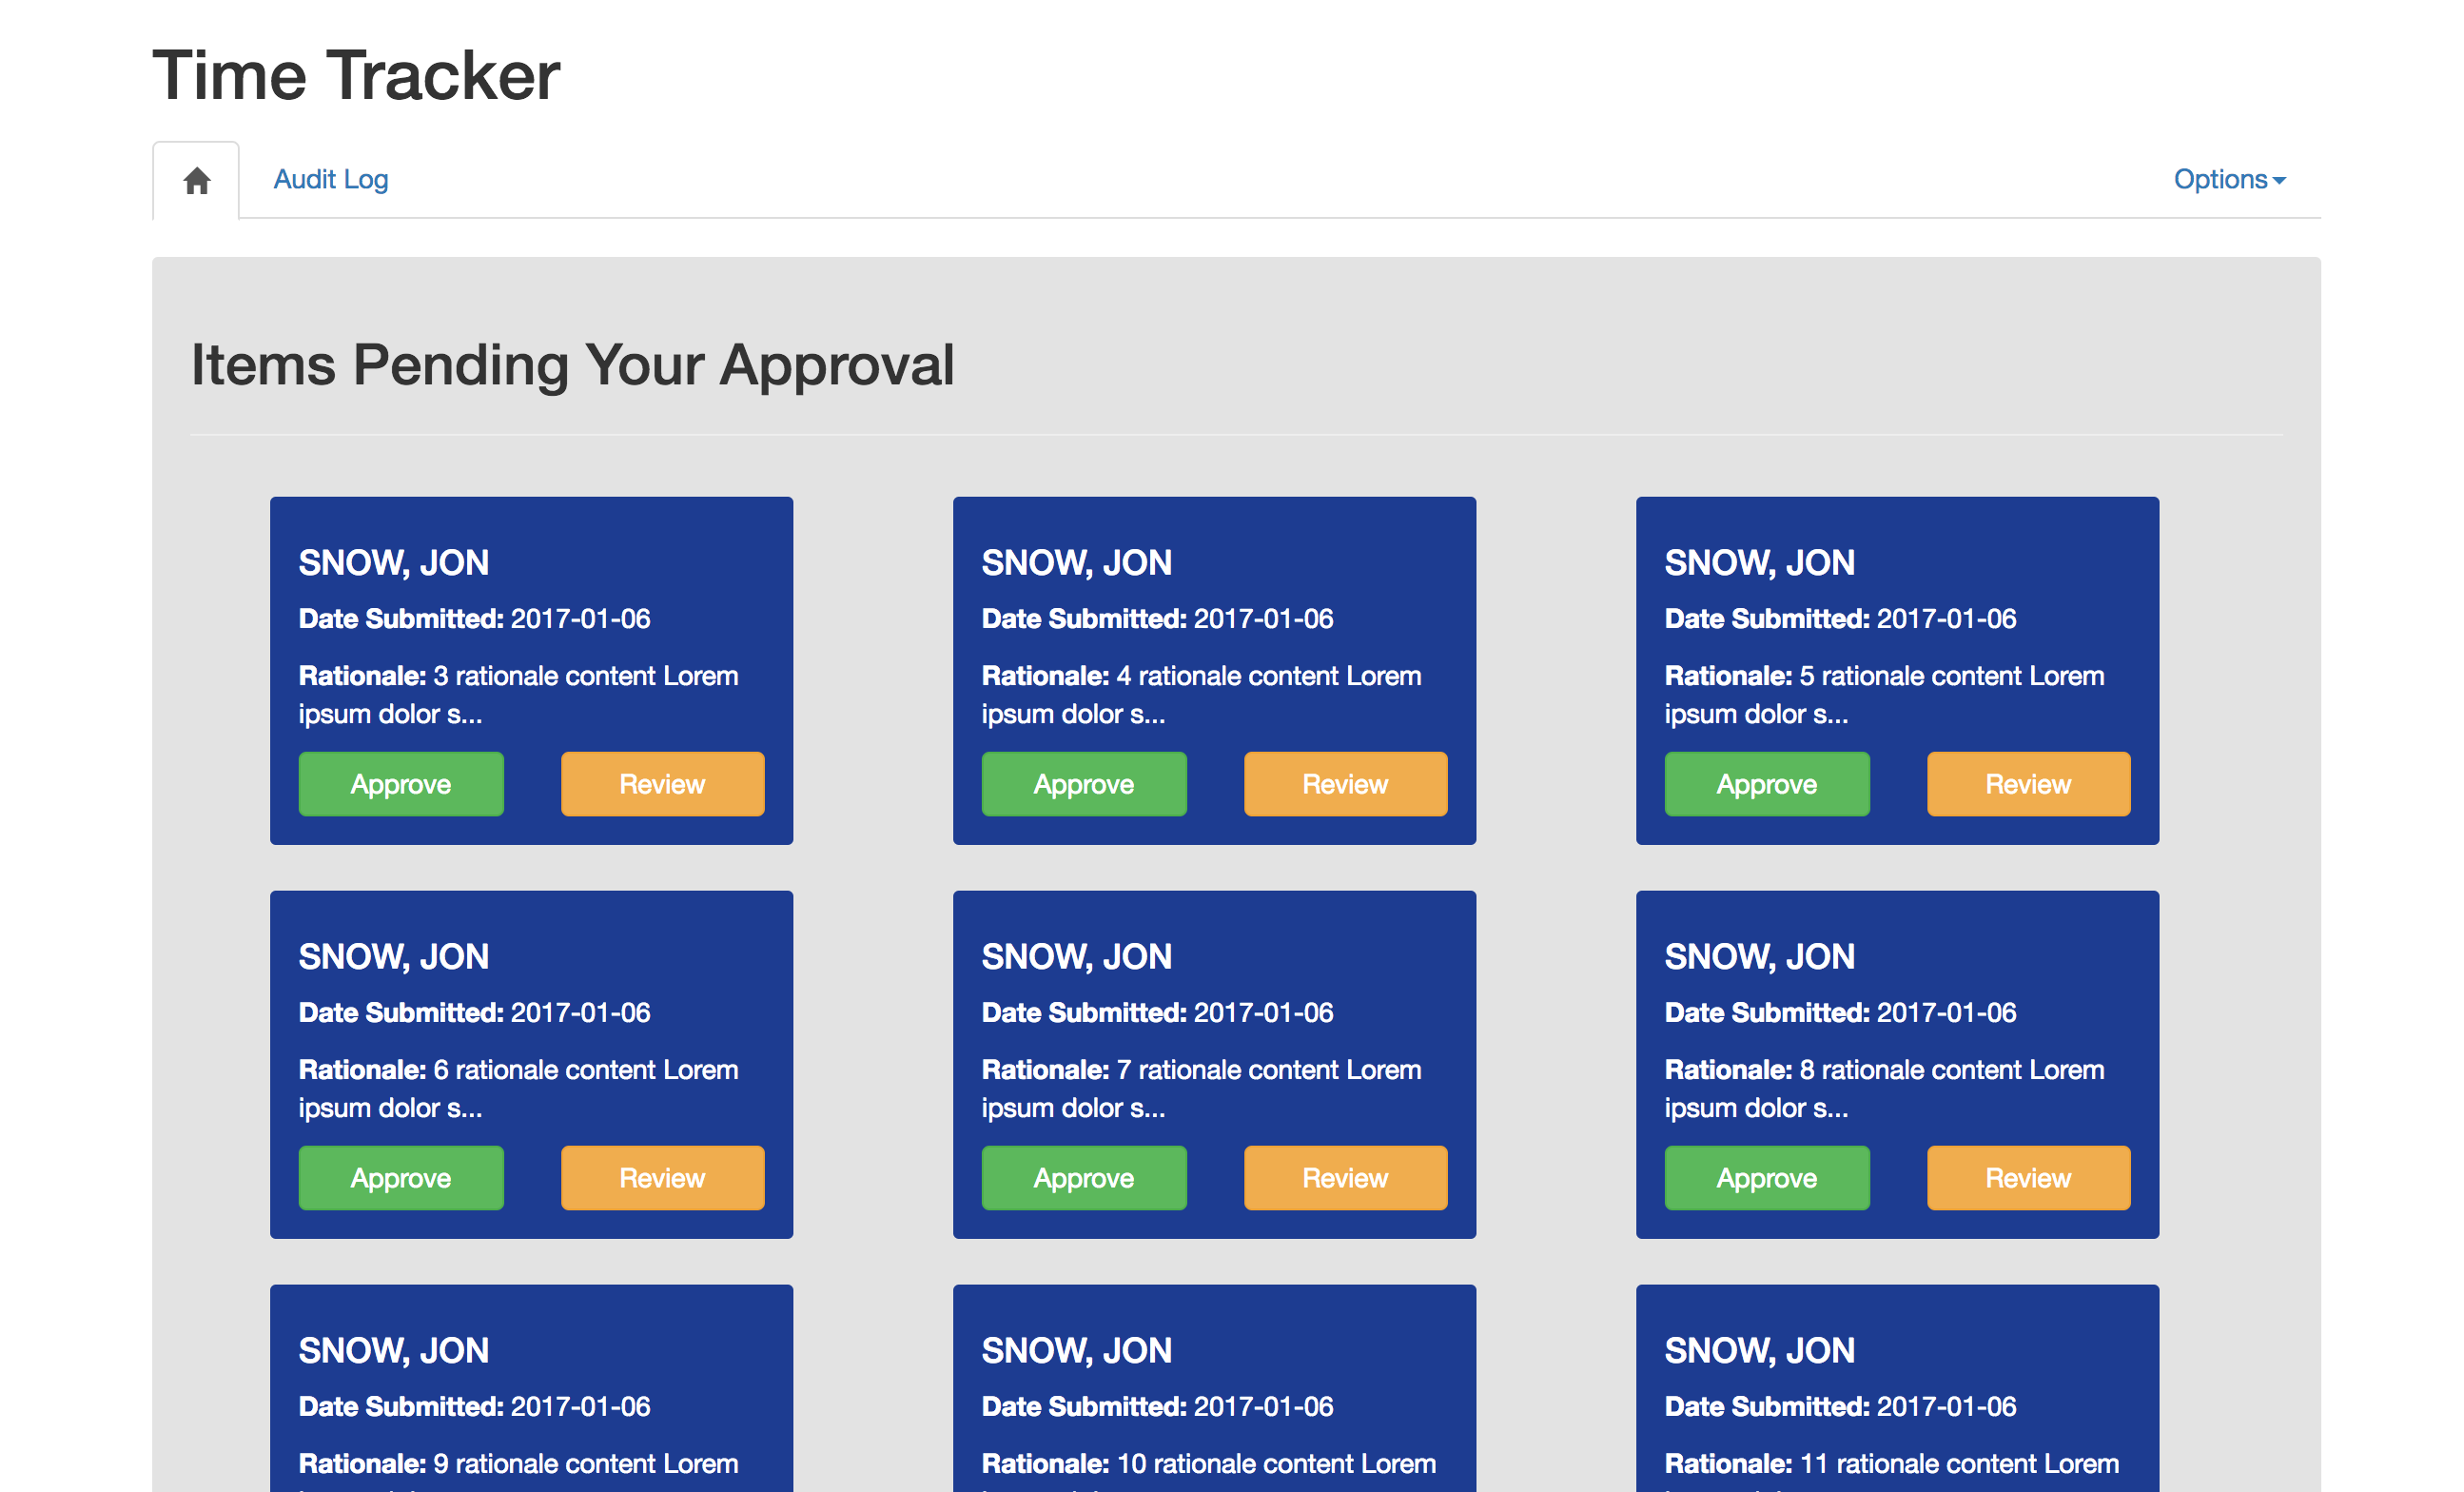 Time Tracker
Audit Log
Options
Items Pending Your Approval
SNOW, JON
Date Submitted: 2017-01-06
Rationale: 3 rationale content Lorem
ipsum dolor s...
Approve
Review
SNOW, JON
Date Submitted: 2017-01-06
Rationale: 4 rationale content Lorem
ipsum dolor s...
Approve
Review
SNOW, JON
Date Submitted: 2017-01-06
Rationale: 5 rationale content Lorem
ipsum dolor s...
Approve
Review
SNOW, JON
Date Submitted: 2017-01-06
Rationale: 6 rationale content Lorem
ipsum dolor s...
Approve
Review
SNOW, JON
Date Submitted: 2017-01-06
Rationale: 7 rationale content Lorem
ipsum dolor s...
Approve
Review
SNOW, JON
Date Submitted: 2017-01-06
Rationale: 8 rationale content Lorem
ipsum dolor s...
Approve
Review
SNOW, JON
Date Submitted: 2017-01-06
Rationale: 9 rationale content Lorem
SNOW, JON
Date Submitted: 2017-01-06
Rationale: 10 rationale content Lorem
SNOW, JON
Date Submitted: 2017-01-06
Rationale: 11 rationale content Lorem